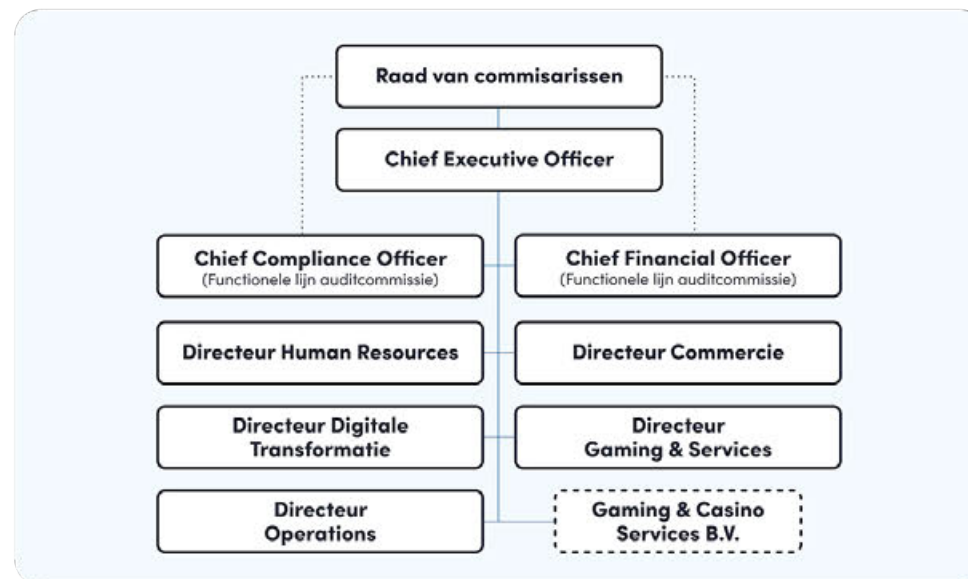 Raad van commisarissen
Chief Executive Officer
Chief Compliance Officer
(Functionele lijn auditcommissie)
Chief Financial Officer
(Functionele lijn auditcommissie)
Directeur Human Resources
Directeur Commercie
Directeur Digitale
Transformatie
Directeur
Gaming & Services
Directeur
Operations
Gaming & Casino
Services B.V.